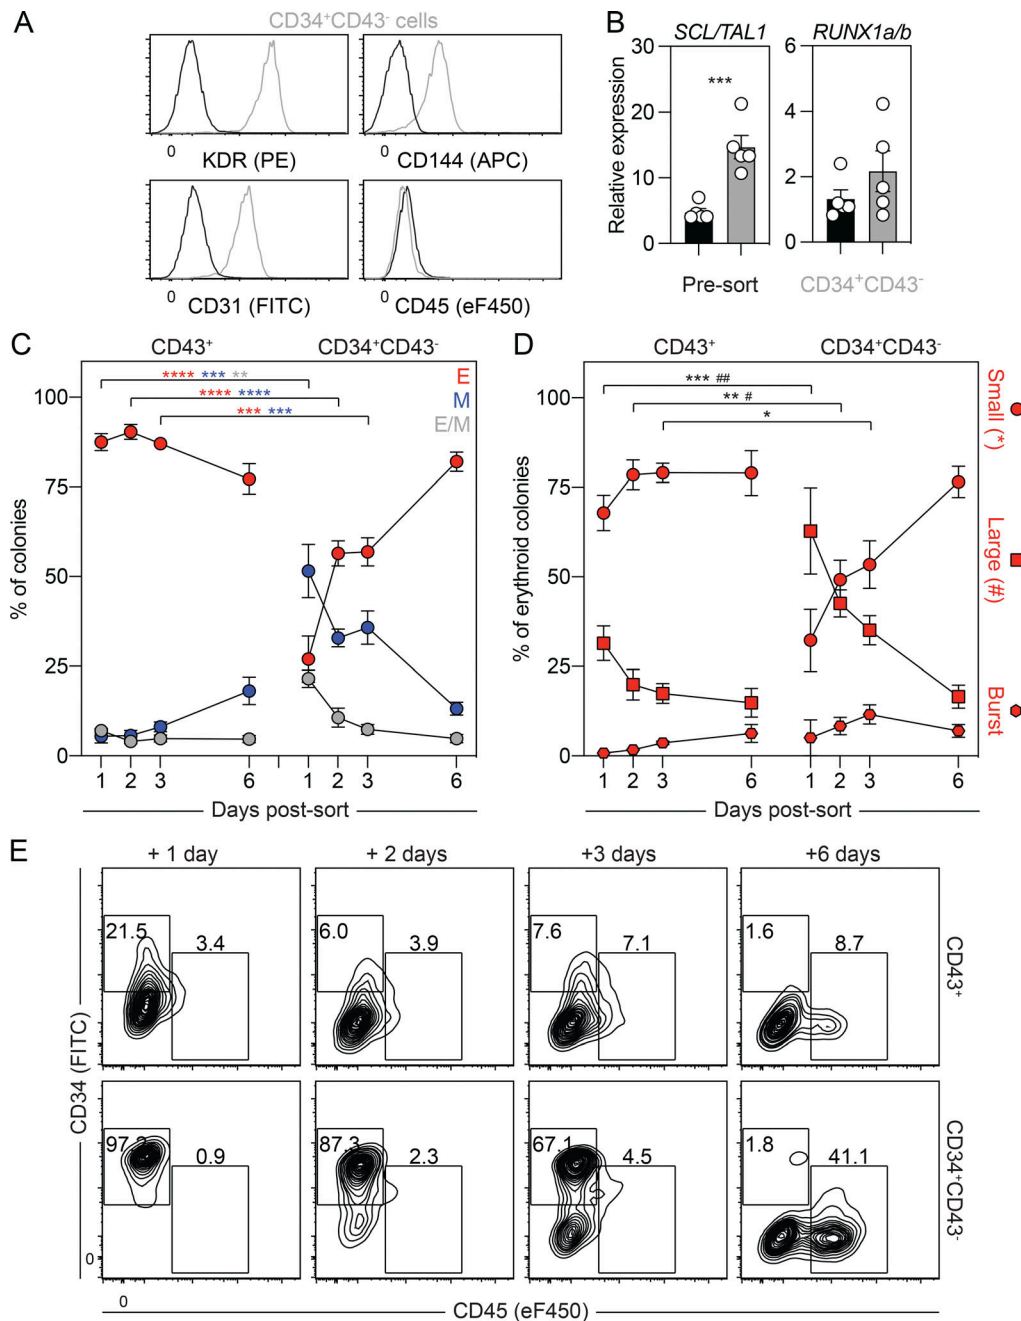 A
CD34⁺CD43⁻ cells
0
KDR (PE)
0
CD144 (APC)
0
CD31 (FITC)
0
CD45 (eF450)
B
SCL/TAL1
RUNX1a/b
Relative expression
30
20
10
0
***
6
4
2
0
Pre-sort
CD34⁺CD43⁻
C
CD43⁺
CD34⁺CD43⁻
**** *** **
**** ****
*** ***
E
M
E/M
% of colonies
100
75
50
25
0
1 2 3 6 1 2 3 6
Days post-sort
D
CD43⁺
CD34⁺CD43⁻
*** ##
** #
*
% of erythroid colonies
100
75
50
25
0
1 2 3 6 1 2 3 6
Days post-sort
Small (*)
Large (#)
Burst
E
+ 1 day
+ 2 days
+3 days
+6 days
21.5
3.4
6.0
3.9
7.6
7.1
1.6
8.7
CD43⁺
97.2
0.9
87.3
2.3
67.1
4.5
1.8
41.1
CD34⁺CD43⁻
CD34 (FITC)
0
0
CD45 (eF450)